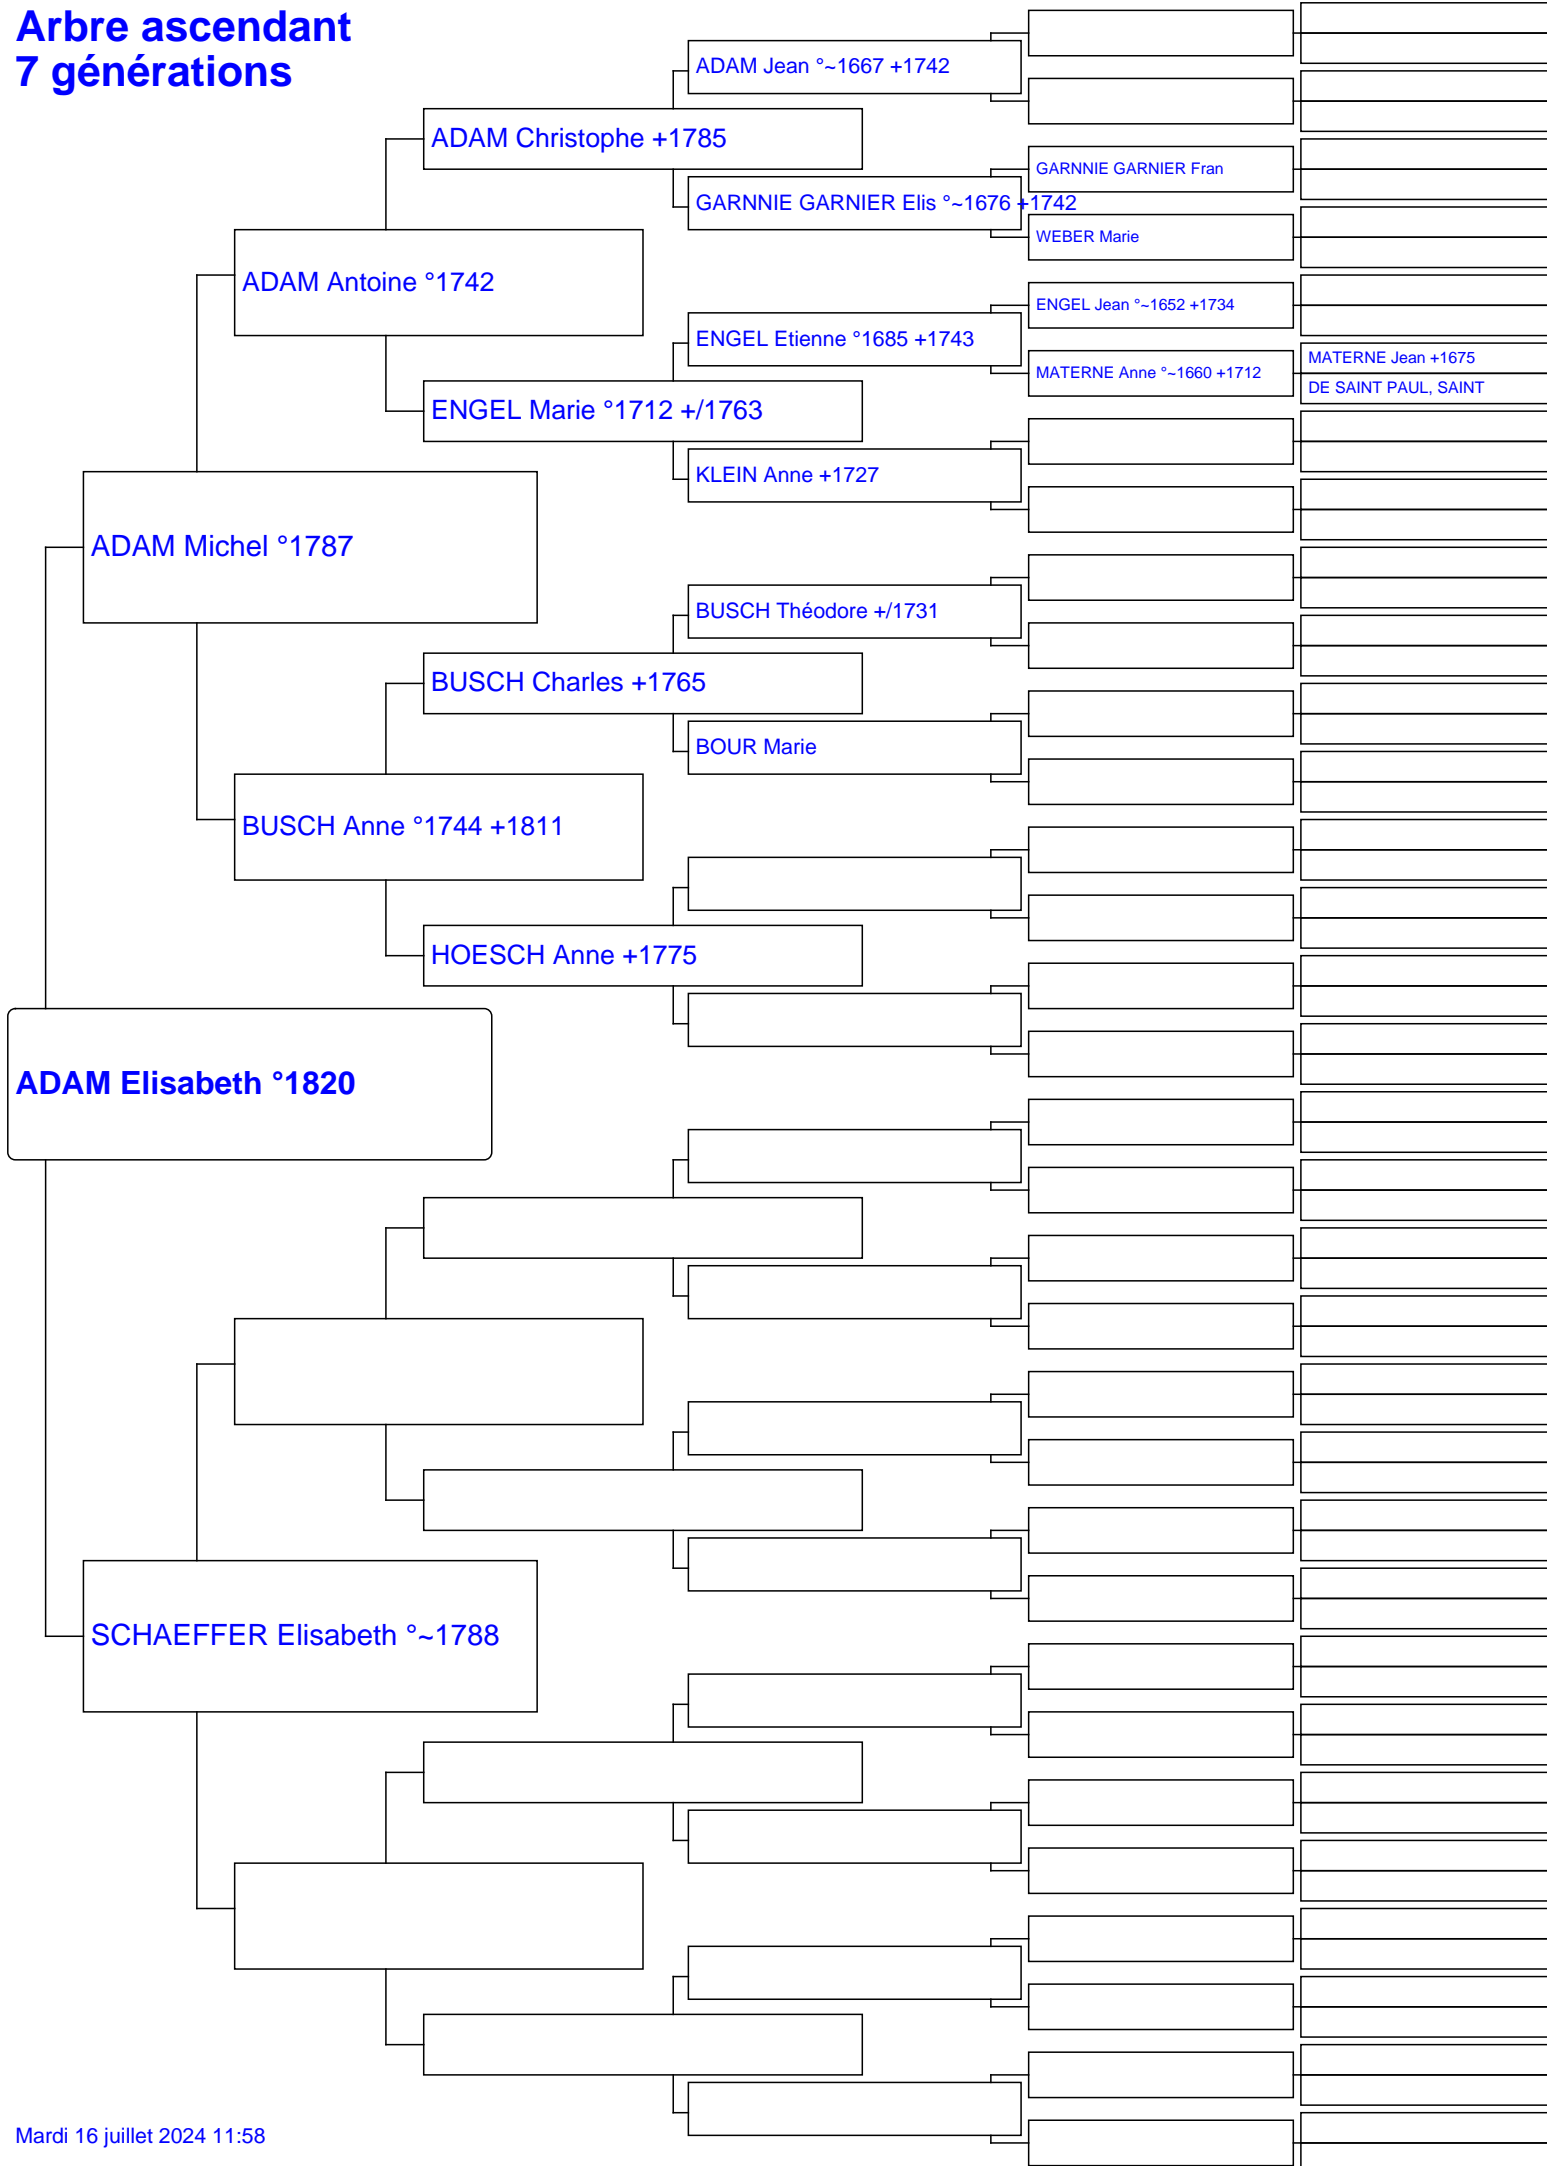 Arbre ascendant
7 générations
ADAM Jean °~1667 +1742
ADAM Christophe +1785
GARNNIE GARNIER Fran
GARNNIE GARNIER Elis °~1676 +1742
WEBER Marie
ADAM Antoine °1742
ENGEL Jean °~1652 +1734
ENGEL Etienne °1685 +1743
MATERNE Jean +1675
MATERNE Anne °~1660 +1712
DE SAINT PAUL, SAINT
ENGEL Marie °1712 +/1763
KLEIN Anne +1727
ADAM Michel °1787
BUSCH Théodore +/1731
BUSCH Charles +1765
BOUR Marie
BUSCH Anne °1744 +1811
HOESCH Anne +1775
ADAM Elisabeth °1820
SCHAEFFER Elisabeth °~1788
Mardi 16 juillet 2024 11:58